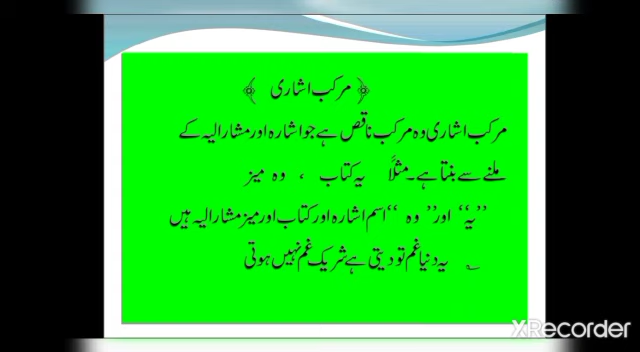 ﴿ مرکب اشاری ﴾
مرکب اشاری وہ مرکب ناقص ہے جو اشارہ اور مشار الیہ کے
ملنے سے بنتا ہے۔ مثلاً یہ کتاب ، وہ میز
”یہ“ اور ”وہ“ اسم اشارہ اور کتاب اور میز مشار الیہ ہیں
؎ یہ دنیا غم تو دیتی ہے شریک غم نہیں ہوتی
XRecorder